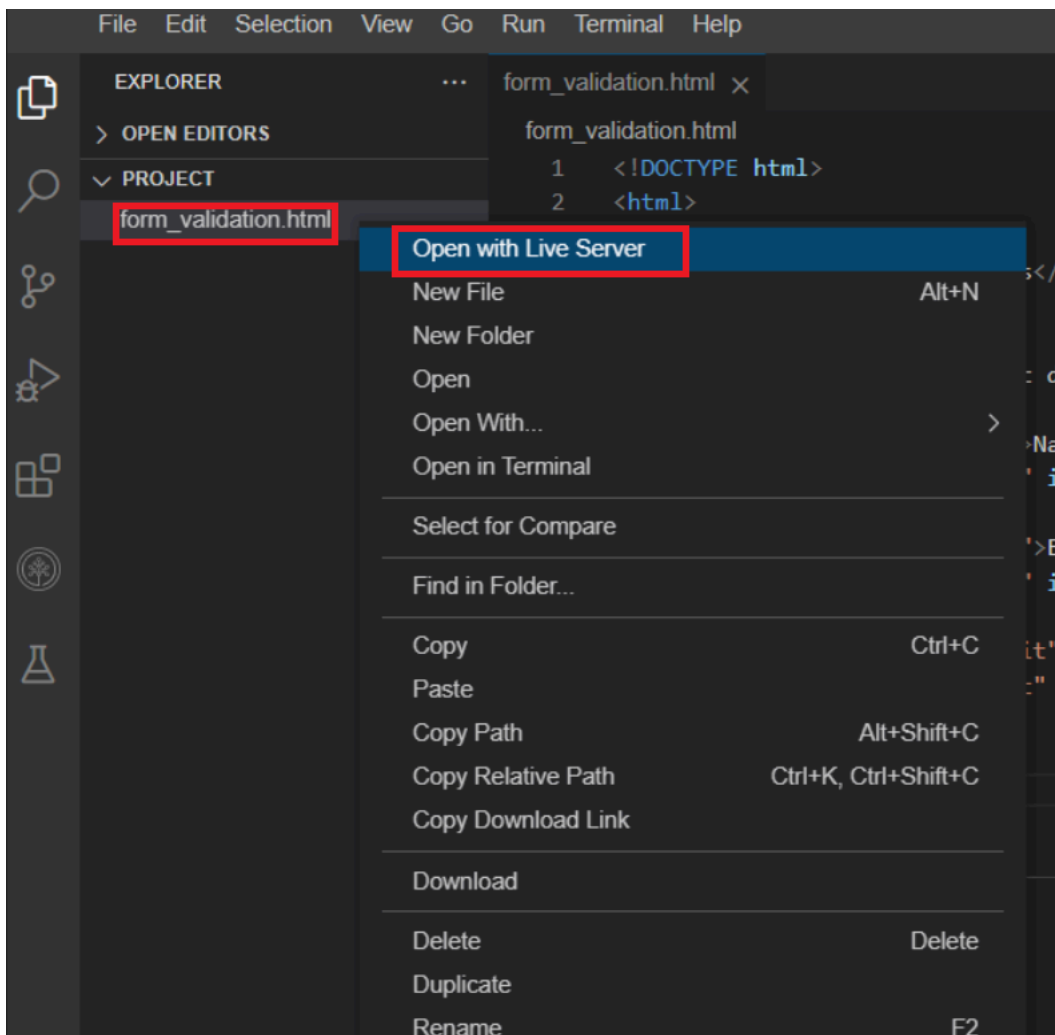 File Edit Selection View Go Run Terminal Help
EXPLORER ···
> OPEN EDITORS
PROJECT
form_validation.html
form_validation.html ×
form_validation.html
1 <!DOCTYPE html>
2 <html>
Open with Live Server
New File Alt+N
New Folder
Open
Open With... >
Open in Terminal
Select for Compare
Find in Folder...
Copy Ctrl+C
Paste
Copy Path Alt+Shift+C
Copy Relative Path Ctrl+K, Ctrl+Shift+C
Copy Download Link
Download
Delete Delete
Duplicate
Rename F2
s</
>Na
" i
">E
" i
it"